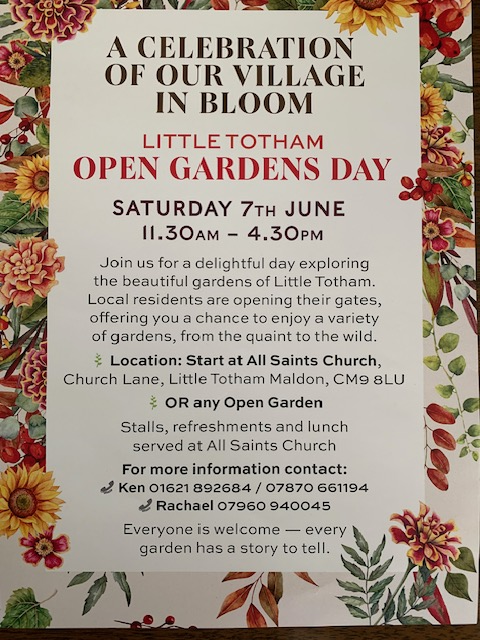 A CELEBRATION
OF OUR VILLAGE
IN BLOOM
LITTLE TOTHAM
OPEN GARDENS DAY
SATURDAY 7TH JUNE
11.30AM – 4.30PM
Join us for a delightful day exploring
the beautiful gardens of Little Totham.
Local residents are opening their gates,
offering you a chance to enjoy a variety
of gardens, from the quaint to the wild.
Location: Start at All Saints Church,
Church Lane, Little Totham Maldon, CM9 8LU
OR any Open Garden
Stalls, refreshments and lunch
served at All Saints Church
For more information contact:
Ken 01621 892684 / 07870 661194
Rachael 07960 940045
Everyone is welcome — every
garden has a story to tell.